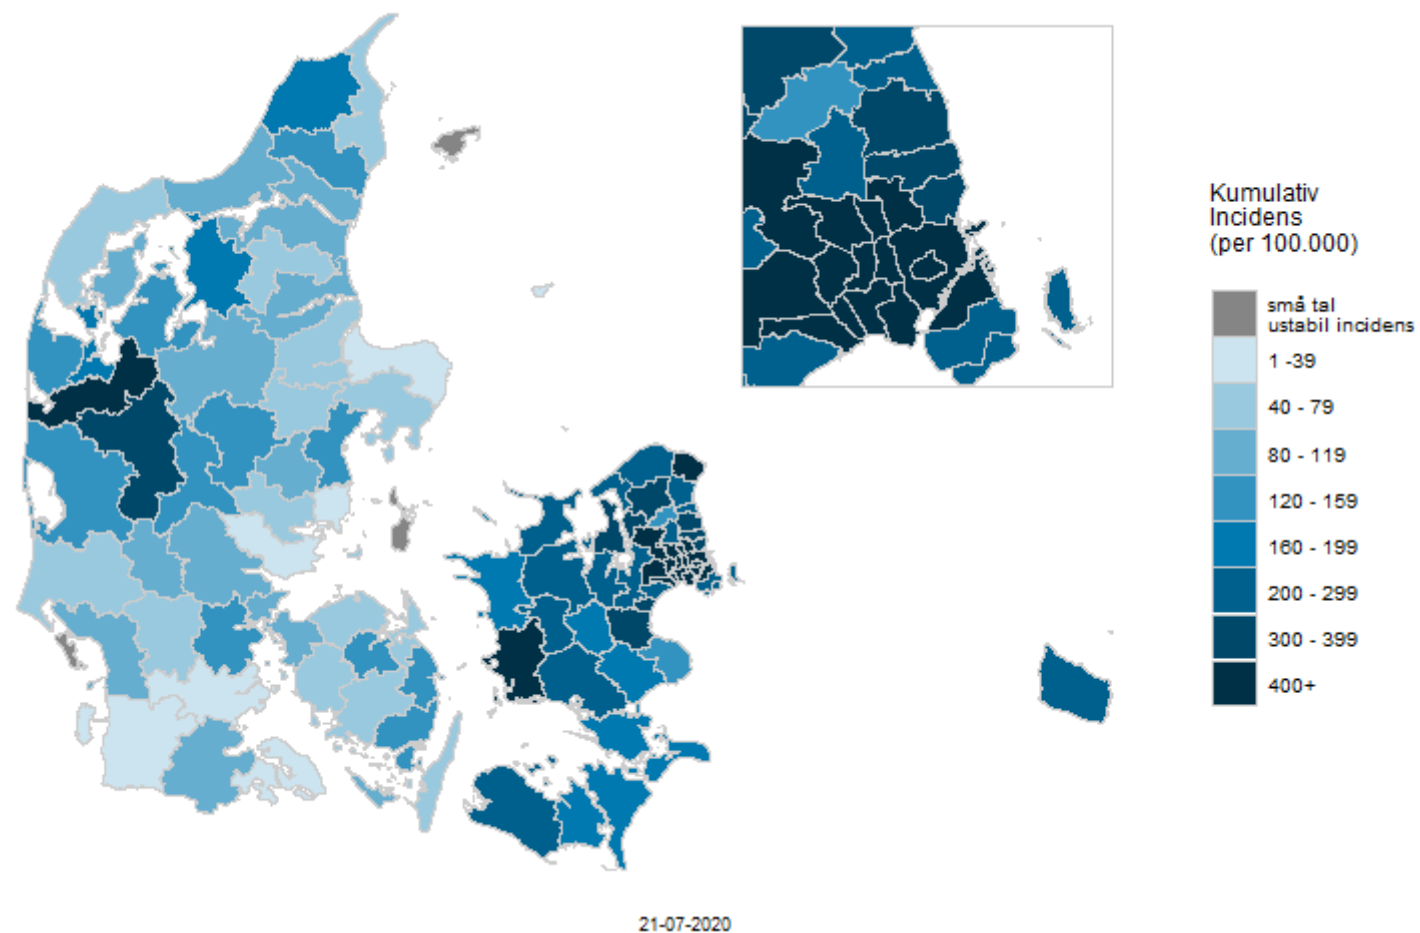 Kumulativ
Incidens
(per 100.000)
små tal
ustabil incidens
1 -39
40 - 79
80 - 119
120 - 159
160 - 199
200 - 299
300 - 399
400+
21-07-2020